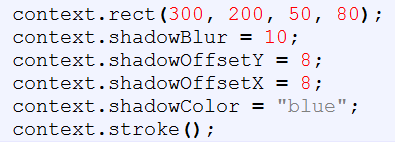 context.rect(300, 200, 50, 80);
context.shadowBlur = 10;
context.shadowOffsetY = 8;
context.shadowOffsetX = 8;
context.shadowColor = "blue";
context.stroke();